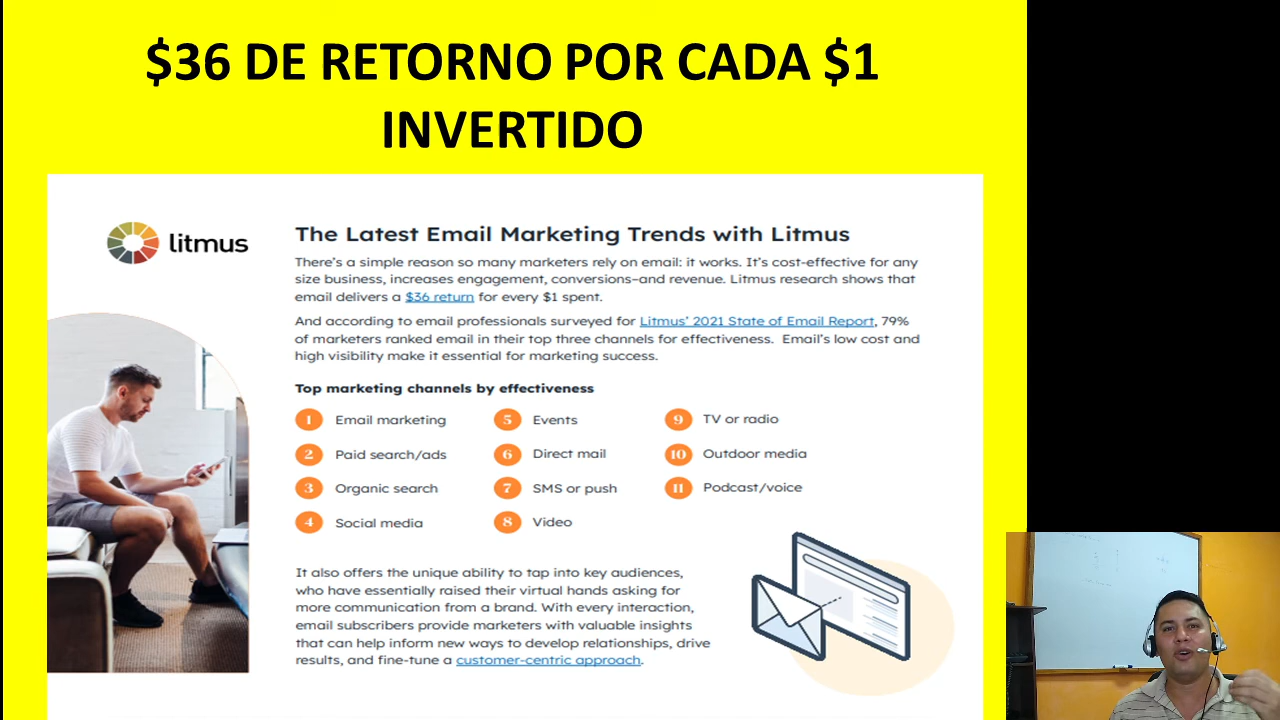 $36 DE RETORNO POR CADA $1
INVERTIDO
litmus
The Latest Email Marketing Trends with Litmus
There's a simple reason so many marketers rely on email: it works. It's cost-effective for any
size business, increases engagement, conversions–and revenue. Litmus research shows that
email delivers a $36 return for every $1 spent.
And according to email professionals surveyed for Litmus' 2021 State of Email Report, 79%
of marketers ranked email in their top three channels for effectiveness. Email's low cost and
high visibility make it essential for marketing success.
Top marketing channels by effectiveness
1 Email marketing
2 Paid search/ads
3 Organic search
4 Social media
5 Events
6 Direct mail
7 SMS or push
8 Video
9 TV or radio
10 Outdoor media
11 Podcast/voice
It also offers the unique ability to tap into key audiences,
who have essentially raised their virtual hands asking for
more communication from a brand. With every interaction,
email subscribers provide marketers with valuable insights
that can help inform new ways to develop relationships, drive
results, and fine-tune a customer-centric approach.